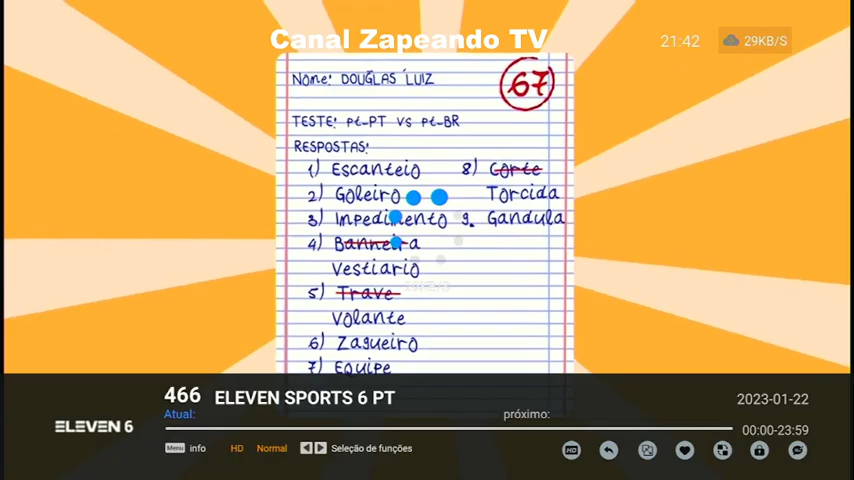 Canal Zapeando TV
21:42
29KB/S
Nome: DOUGLAS LUIZ
67
TESTE: pt-PT vs pt-BR
RESPOSTAS:
1) Escanteio
2) Goleiro
3) Impedimento
4) Banheira
Vestiario
5) Trave
Volante
6) Zagueiro
7) Equipe
8) Corte
Torcida
9. Gandula
466 ELEVEN SPORTS 6 PT
2023-01-22
Atual:
próximo:
ELEVEN 6
00:00-23:59
Menu info HD Normal Seleção de funções
HD